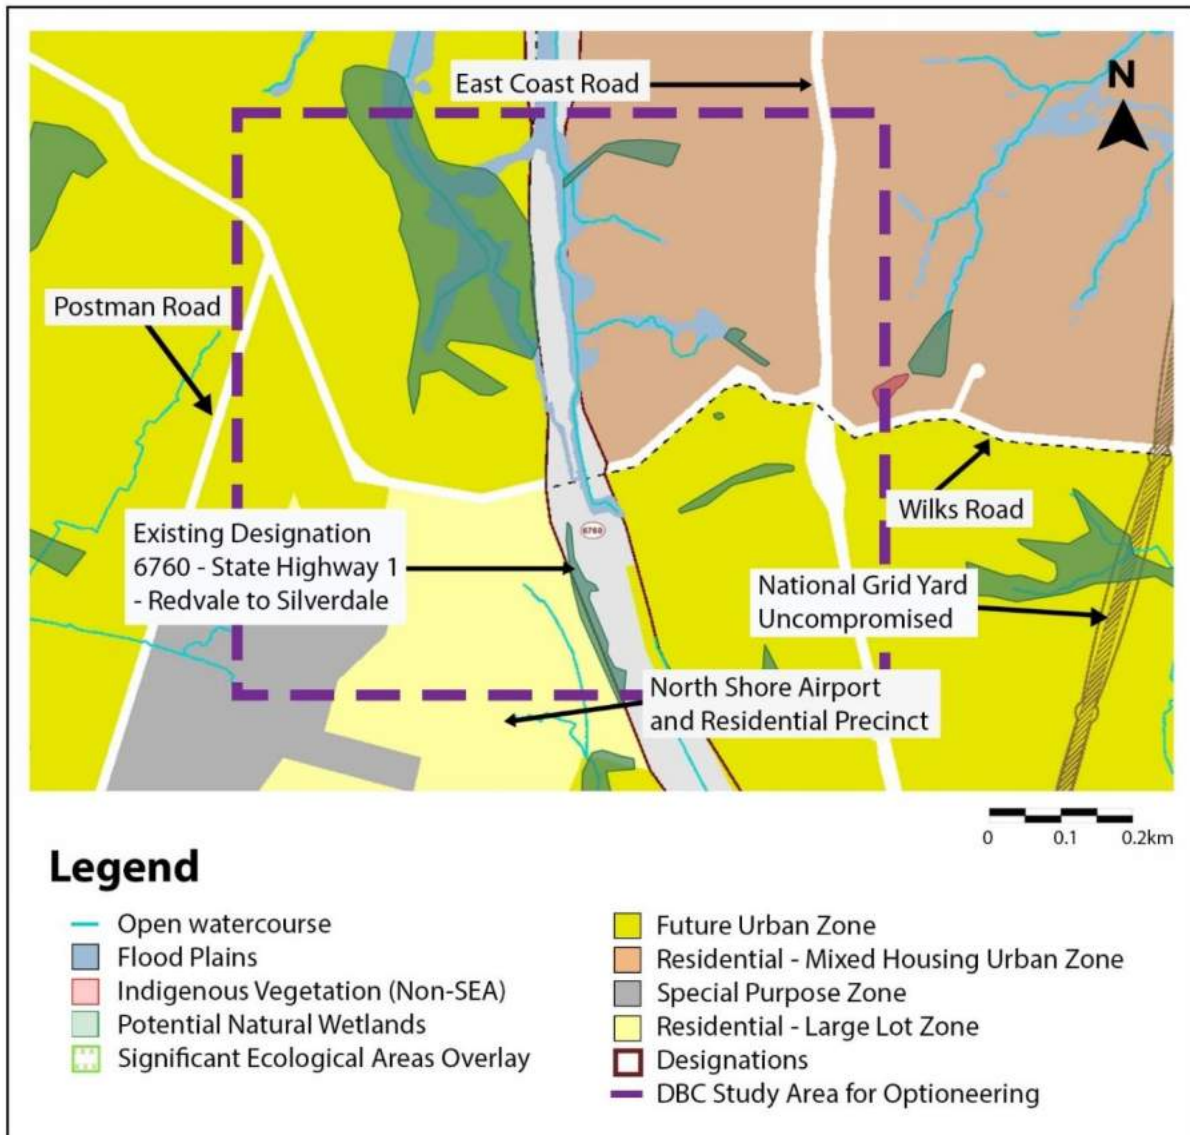 East Coast Road
N
Postman Road
Existing Designation
6760 - State Highway 1
- Redvale to Silverdale
6760
Wilks Road
National Grid Yard
Uncompromised
North Shore Airport
and Residential Precinct
0 0.1 0.2km
Legend
Open watercourse
Flood Plains
Indigenous Vegetation (Non-SEA)
Potential Natural Wetlands
Significant Ecological Areas Overlay
Future Urban Zone
Residential - Mixed Housing Urban Zone
Special Purpose Zone
Residential - Large Lot Zone
Designations
DBC Study Area for Optioneering